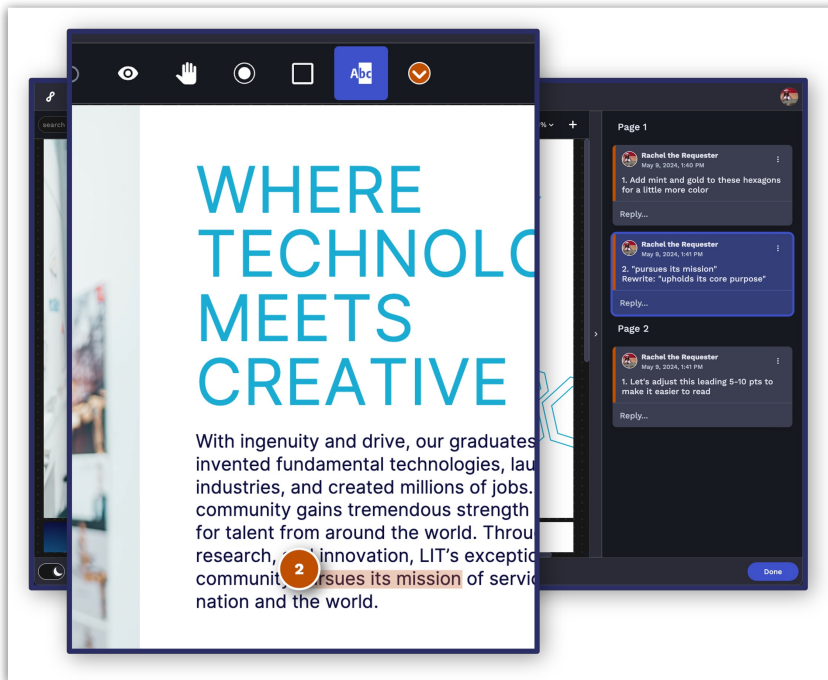 Abc
search
%
+
WHERE
TECHNOLO
MEETS
CREATIVE
With ingenuity and drive, our graduates
invented fundamental technologies, lau
industries, and created millions of jobs.
community gains tremendous strength
for talent from around the world. Throu
research, innovation, LIT's exceptio
communit rsues its mission of servic
2
nation and the world.
Page 1
Rachel the Requester
May 9, 2024, 1:40 PM
1. Add mint and gold to these hexagons
for a little more color
Reply...
Rachel the Requester
May 9, 2024, 1:41 PM
2. "pursues its mission"
Rewrite: "upholds its core purpose"
Reply...
Page 2
Rachel the Requester
May 9, 2024, 1:41 PM
1. Let's adjust this leading 5-10 pts to
make it easier to read
Reply...
Done